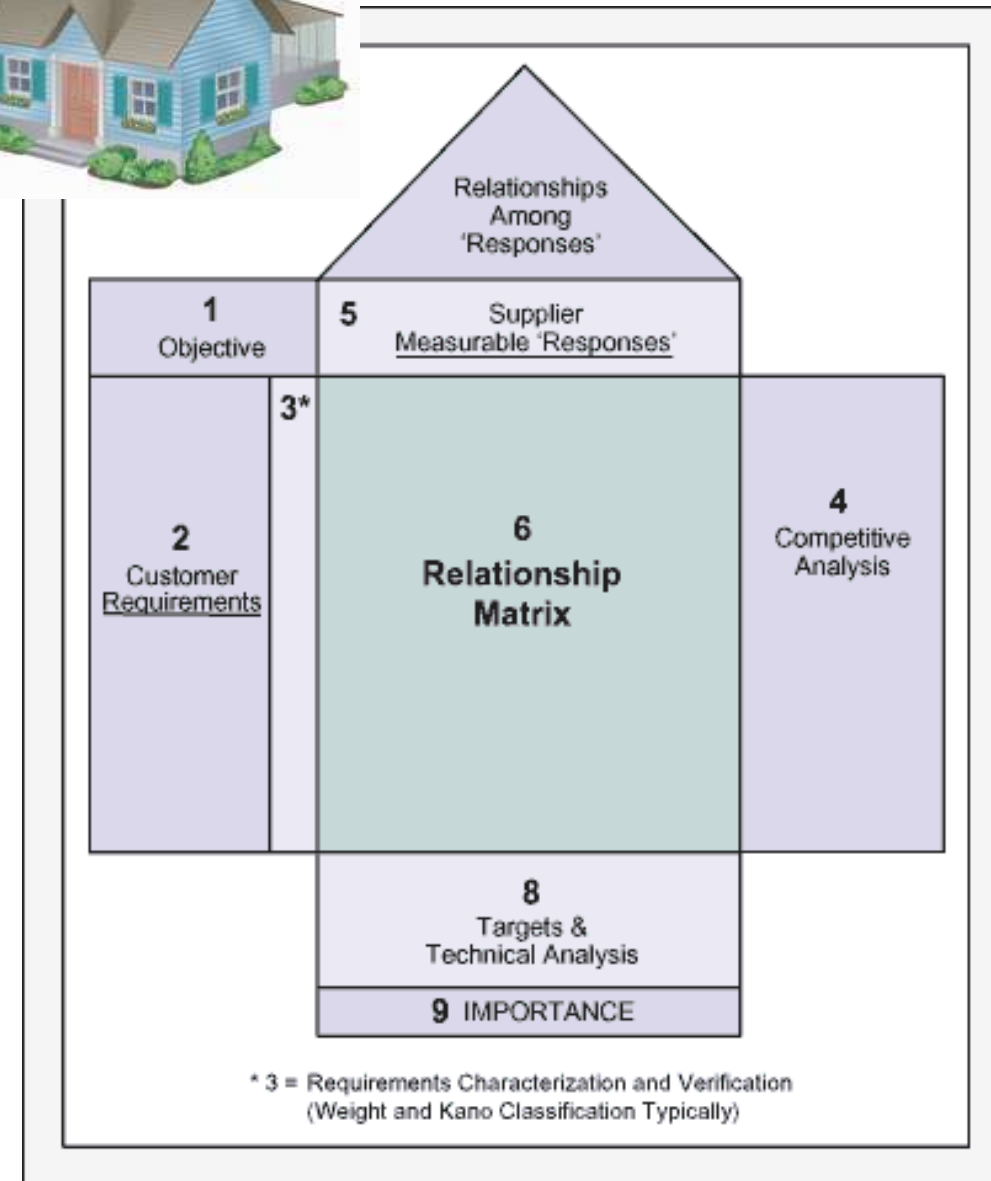 Relationships
Among
'Responses'
1
Objective
5
Supplier
Measurable 'Responses'
3*
2
Customer
Requirements
6
Relationship
Matrix
4
Competitive
Analysis
8
Targets &
Technical Analysis
9 IMPORTANCE
* 3 = Requirements Characterization and Verification
(Weight and Kano Classification Typically)